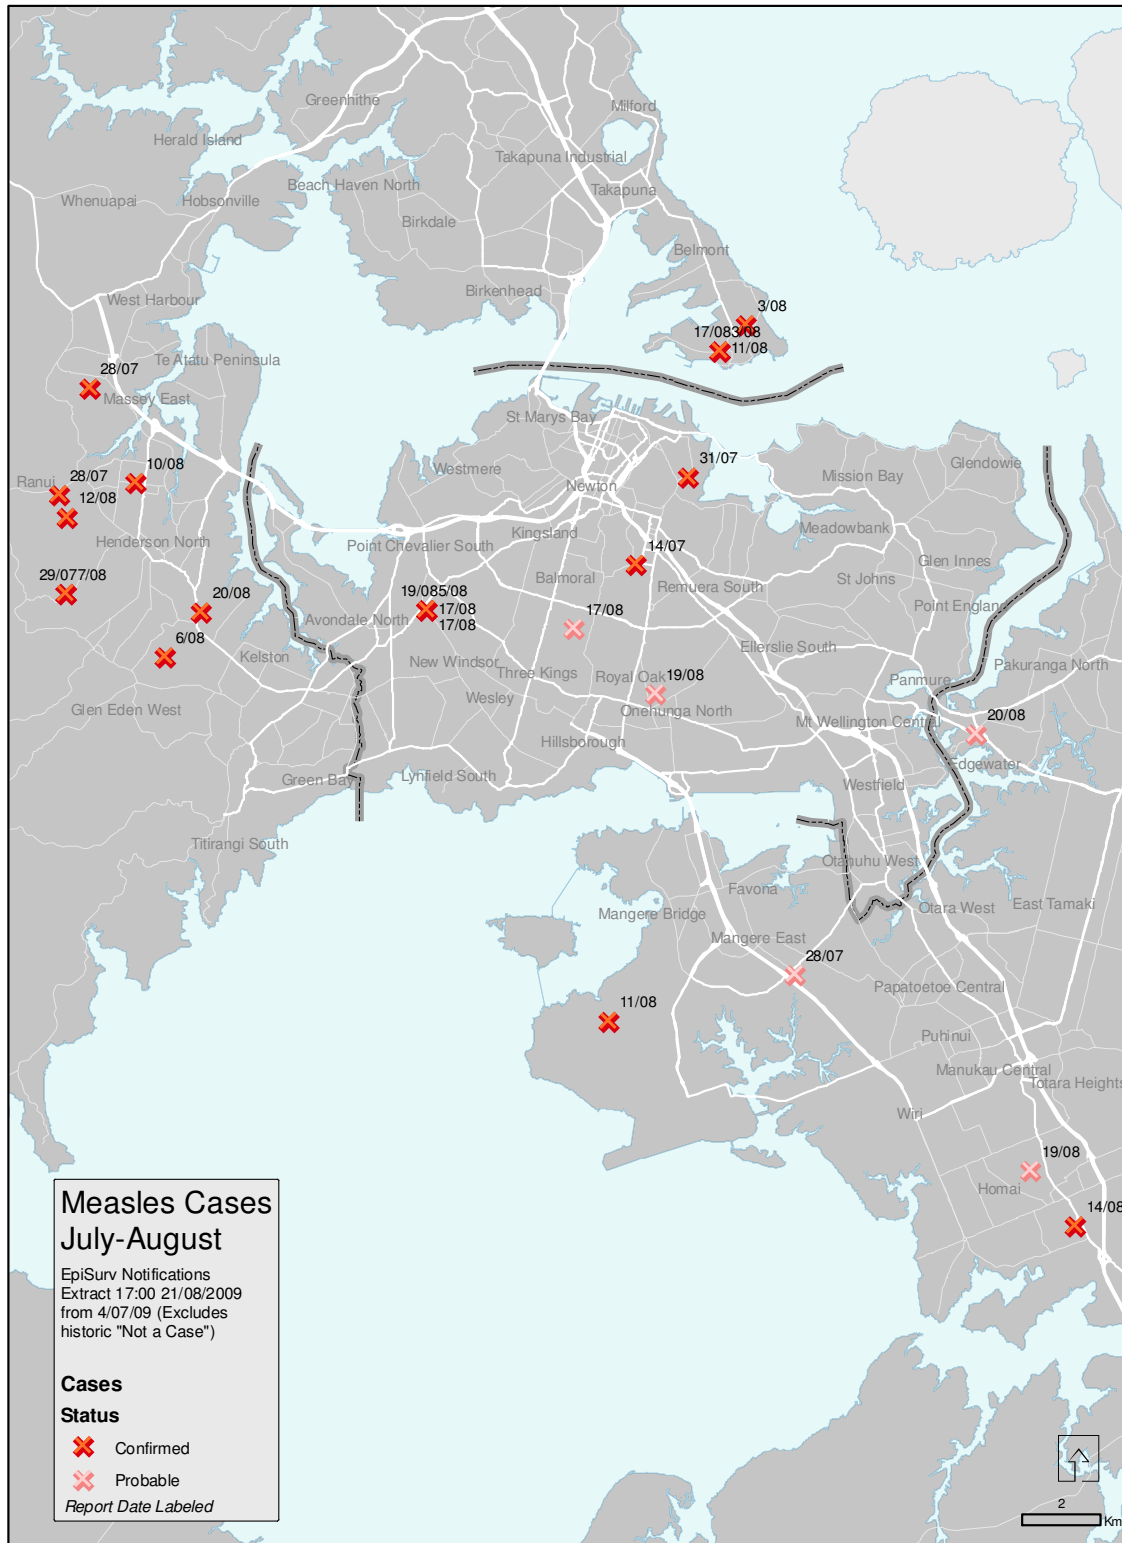 Greenhithe
Milford
Herald Island
Takapuna Industrial
Beach Haven North
Takapuna
Whenuapai
Hobsonville
Birkdale
Belmont
Birkenhead
West Harbour
3/08
17/083/08
11/08
Te Atatu Peninsula
28/07
Massey East
St Marys Bay
31/07
Glendowie
Westmere
10/08
28/07
Ranui
Mission Bay
Newton
12/08
Meadowbank
Kingsland
Henderson North
Point Chevalier South
14/07
Glen Innes
29/077/08
Balmoral
Remuera South
St Johns
20/08
19/085/08
17/08
17/08
17/08
Point England
Avondale North
6/08
Kelston
Ellerslie South
New Windsor
Three Kings
Royal Oak
19/08
Pakuranga North
Panmure
Wesley
Glen Eden West
Onehunga North
Mt Wellington Central
20/08
Hillsborough
Edgewater
Green Bay
Lynfield South
Westfield
Titirangi South
Otahuhu West
Favona
Mangere Bridge
Otara West
East Tamaki
Mangere East
28/07
Papatoetoe Central
11/08
Puhinui
Manukau Central
Totara Heights
Wiri
19/08
Homai
14/08
Measles Cases
July-August
EpiSurv Notifications
Extract 17:00 21/08/2009
from 4/07/09 (Excludes
historic "Not a Case")
Cases
Status
Confirmed
Probable
Report Date Labeled
2
Km